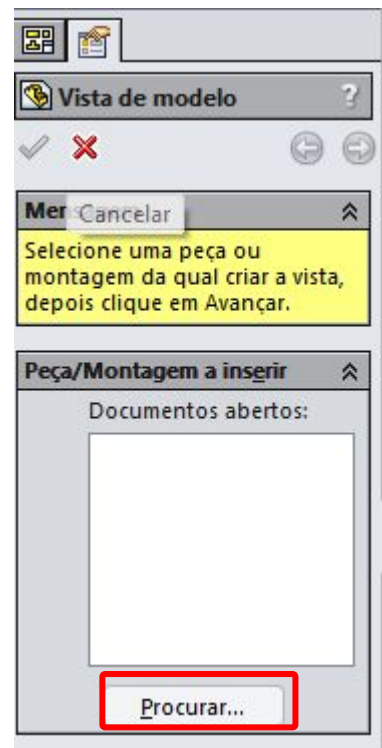 Vista de modelo ?
Cancelar
Selecione uma peça ou
montagem da qual criar a vista,
depois clique em Avançar.
Peça/Montagem a inserir
Documentos abertos:
Procurar...